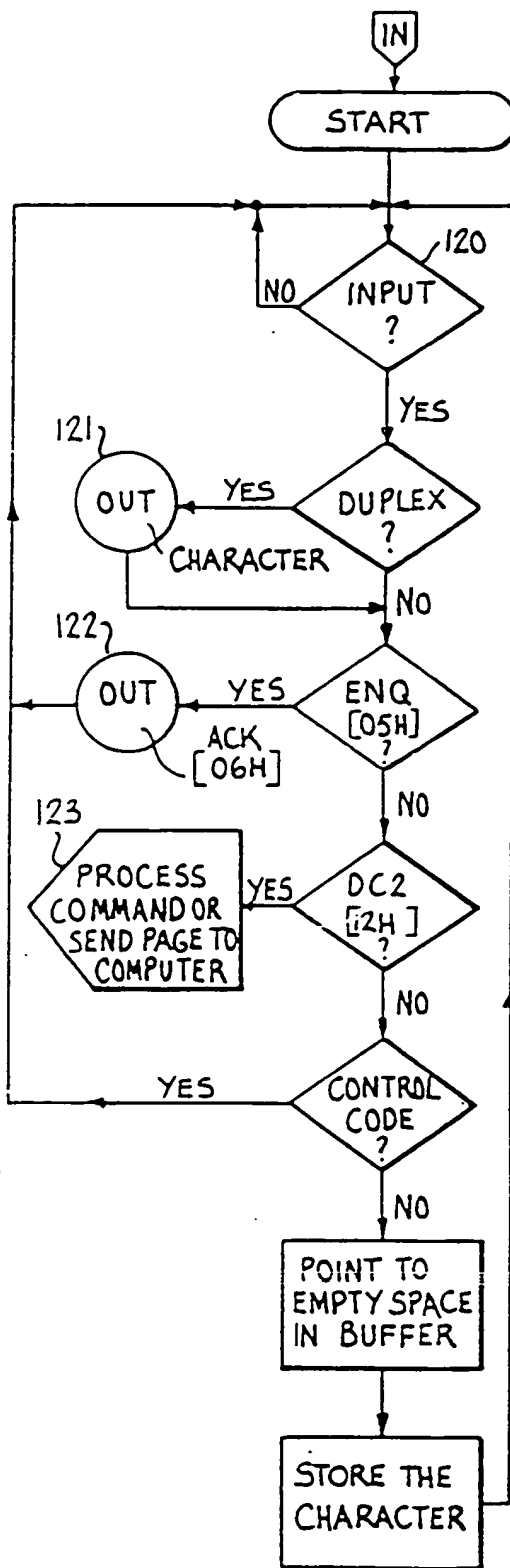 IN
START
120
INPUT
?
NO
YES
121
OUT
CHARACTER
YES
DUPLEX
?
NO
122
OUT
ACK
[06H]
YES
ENQ
[05H]
?
NO
123
PROCESS
COMMAND OR
SEND PAGE TO
COMPUTER
YES
DC2
[12H ]
?
NO
YES
CONTROL
CODE
?
NO
POINT TO
EMPTY SPACE
IN BUFFER
STORE THE
CHARACTER